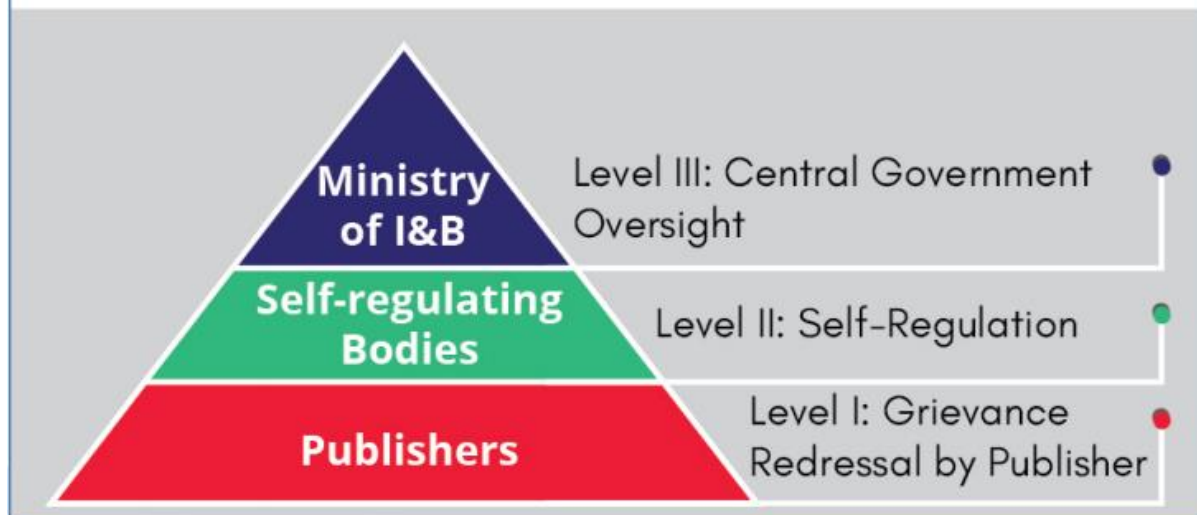 Ministry
of I&B
Level III: Central Government
Oversight
Self-regulating
Bodies
Level II: Self-Regulation
Publishers
Level I: Grievance
Redressal by Publisher